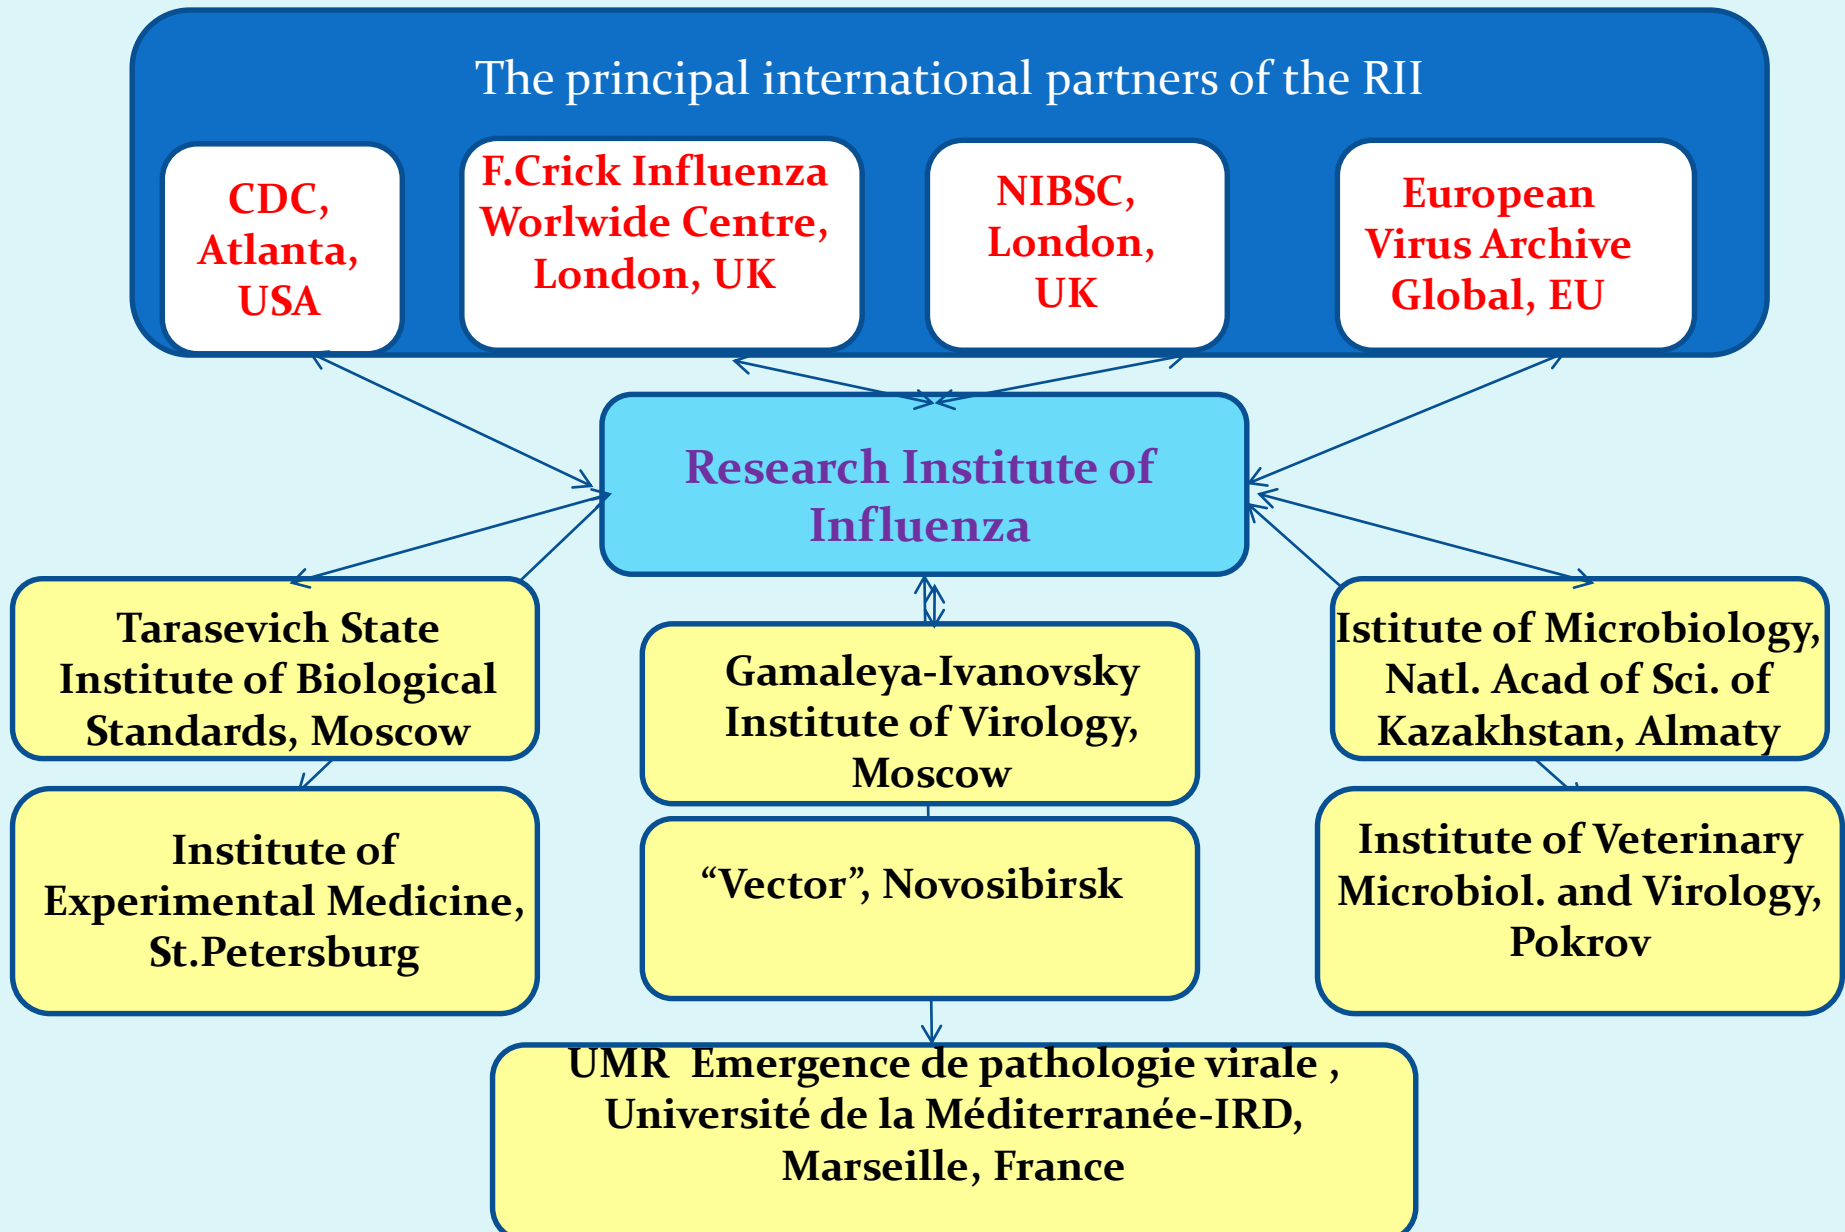 The principal international partners of the RII
CDC,
Atlanta,
USA
F.Crick Influenza
Worlwide Centre,
London, UK
NIBSC,
London,
UK
European
Virus Archive
Global, EU
Research Institute of
Influenza
Tarasevich State
Institute of Biological
Standards, Moscow
Gamaleya-Ivanovsky
Institute of Virology,
Moscow
Istitute of Microbiology,
Natl. Acad of Sci. of
Kazakhstan, Almaty
Institute of
Experimental Medicine,
St.Petersburg
“Vector”, Novosibirsk
Institute of Veterinary
Microbiol. and Virology,
Pokrov
UMR Emergence de pathologie virale ,
Université de la Méditerranée-IRD,
Marseille, France